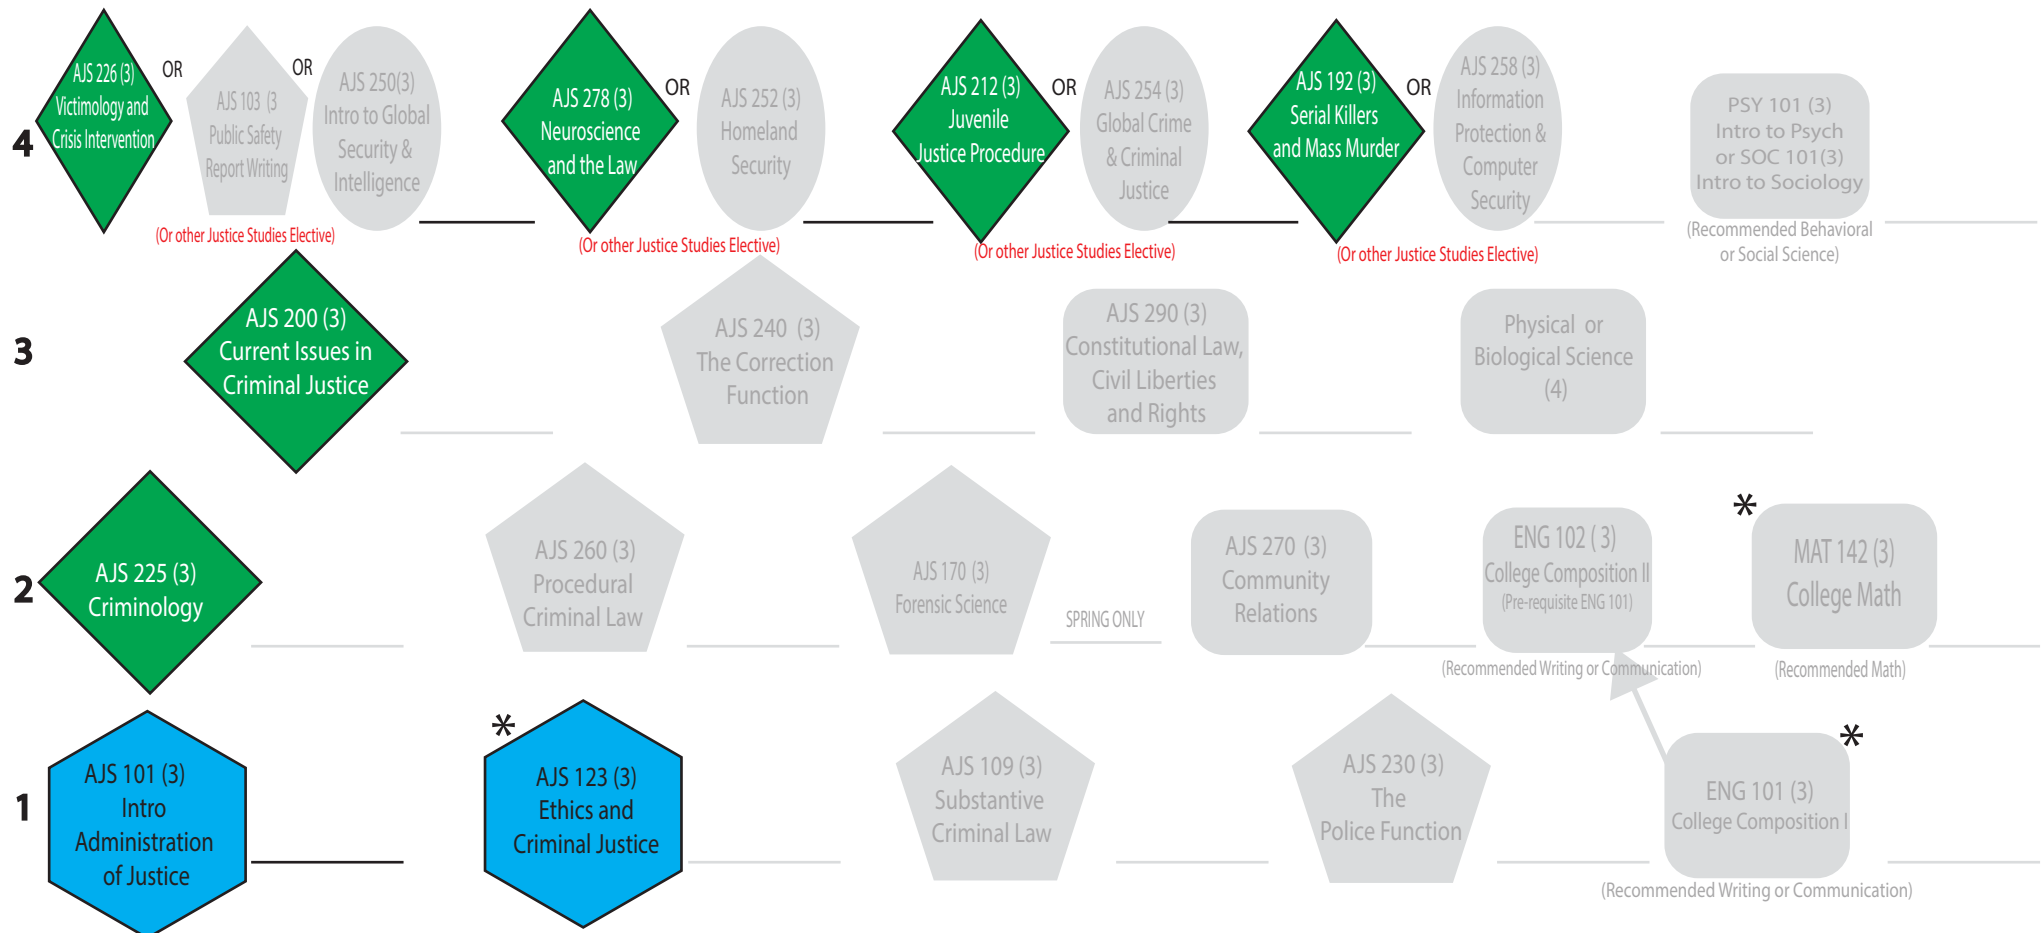 4
AJS 226 (3)
Victimology and
Crisis Intervention
OR
AJS 103 (3
Public Safety
Report Writing
OR
AJS 250(3)
Intro to Global
Security &
Intelligence
(Or other Justice Studies Elective)
AJS 278 (3)
Neuroscience
and the Law
OR
AJS 252 (3)
Homeland
Security
(Or other Justice Studies Elective)
AJS 212 (3)
Juvenile
Justice Procedure
OR
AJS 254 (3)
Global Crime
& Criminal
Justice
(Or other Justice Studies Elective)
AJS 192 (3)
Serial Killers
and Mass Murder
OR
AJS 258 (3)
Information
Protection &
Computer
Security
(Or other Justice Studies Elective)
PSY 101 (3)
Intro to Psych
or SOC 101(3)
Intro to Sociology
(Recommended Behavioral
or Social Science)
3
AJS 200 (3)
Current Issues in
Criminal Justice
AJS 240 (3)
The Correction
Function
AJS 290 (3)
Constitutional Law,
Civil Liberties
and Rights
Physical or
Biological Science
(4)
2
AJS 225 (3)
Criminology
AJS 260 (3)
Procedural
Criminal Law
AJS 170 (3)
Forensic Science
SPRING ONLY
AJS 270 (3)
Community
Relations
ENG 102 ( 3)
College Composition II
(Pre-requisite ENG 101)
(Recommended Writing or Communication)
*
MAT 142 (3)
College Math
(Recommended Math)
1
AJS 101 (3)
Intro
Administration
of Justice
*
AJS 123 (3)
Ethics and
Criminal Justice
AJS 109 (3)
Substantive
Criminal Law
AJS 230 (3)
The
Police Function
*
ENG 101 (3)
College Composition I
(Recommended Writing or Communication)